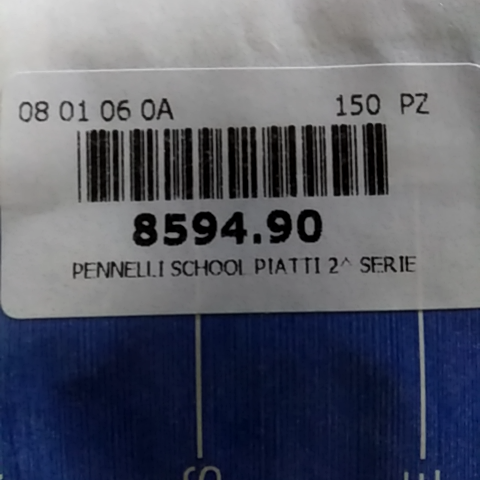 08 01 06 0A 150 PZ
8594.90
PENNELLI SCHOOL PIATTI 2^ SERIE